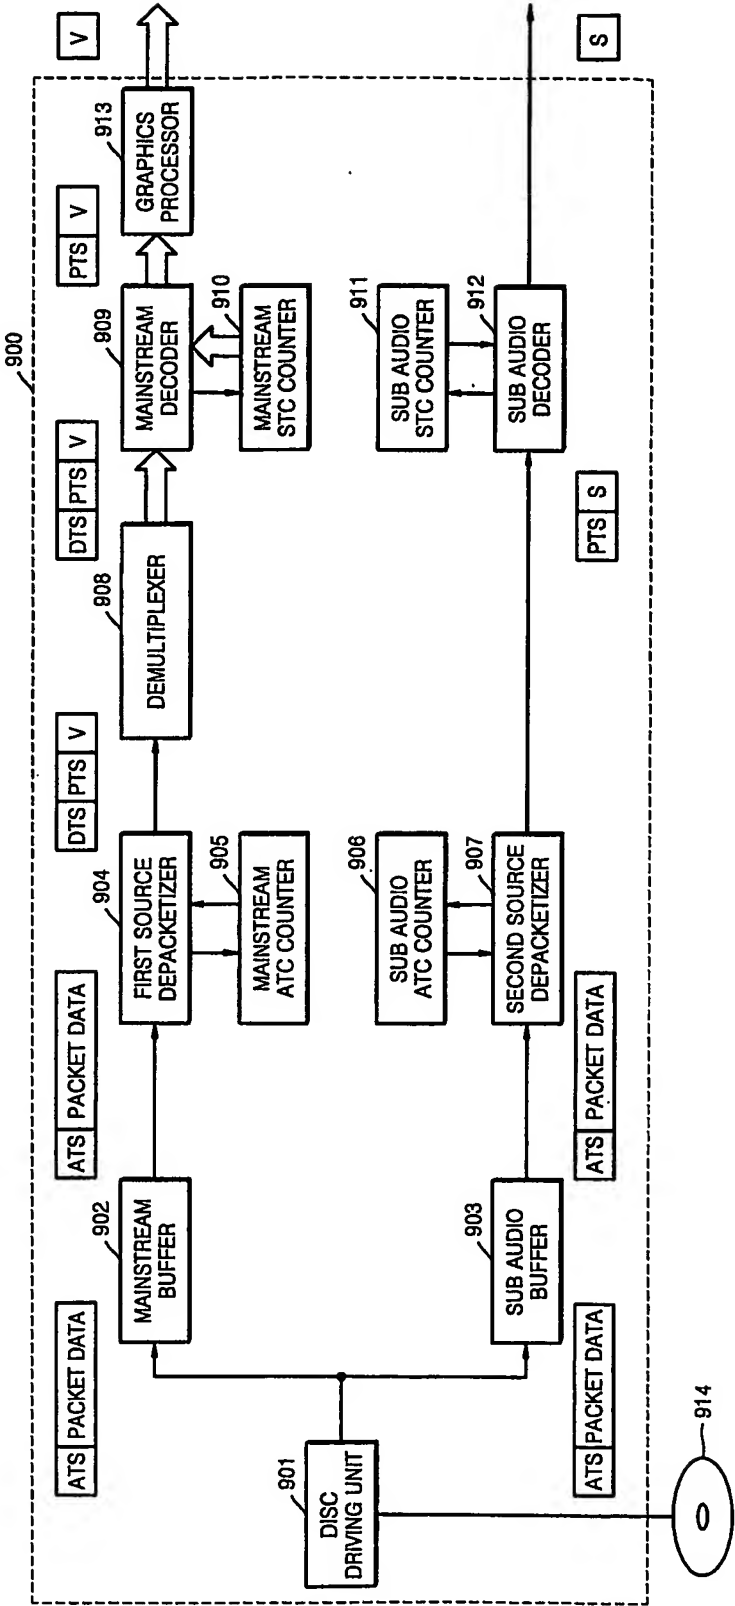 900
ATS PACKET DATA
ATS PACKET DATA
DTS PTS V
DTS PTS V
PTS V
V
901
DISC
DRIVING UNIT
902
MAINSTREAM
BUFFER
904
FIRST SOURCE
DEPACKETIZER
905
MAINSTREAM
ATC COUNTER
908
DEMULTIPLEXER
909
MAINSTREAM
DECODER
910
MAINSTREAM
STC COUNTER
913
GRAPHICS
PROCESSOR
903
SUB AUDIO
BUFFER
906
SUB AUDIO
ATC COUNTER
907
SECOND SOURCE
DEPACKETIZER
911
SUB AUDIO
STC COUNTER
912
SUB AUDIO
DECODER
ATS PACKET DATA
ATS PACKET DATA
PTS S
S
914